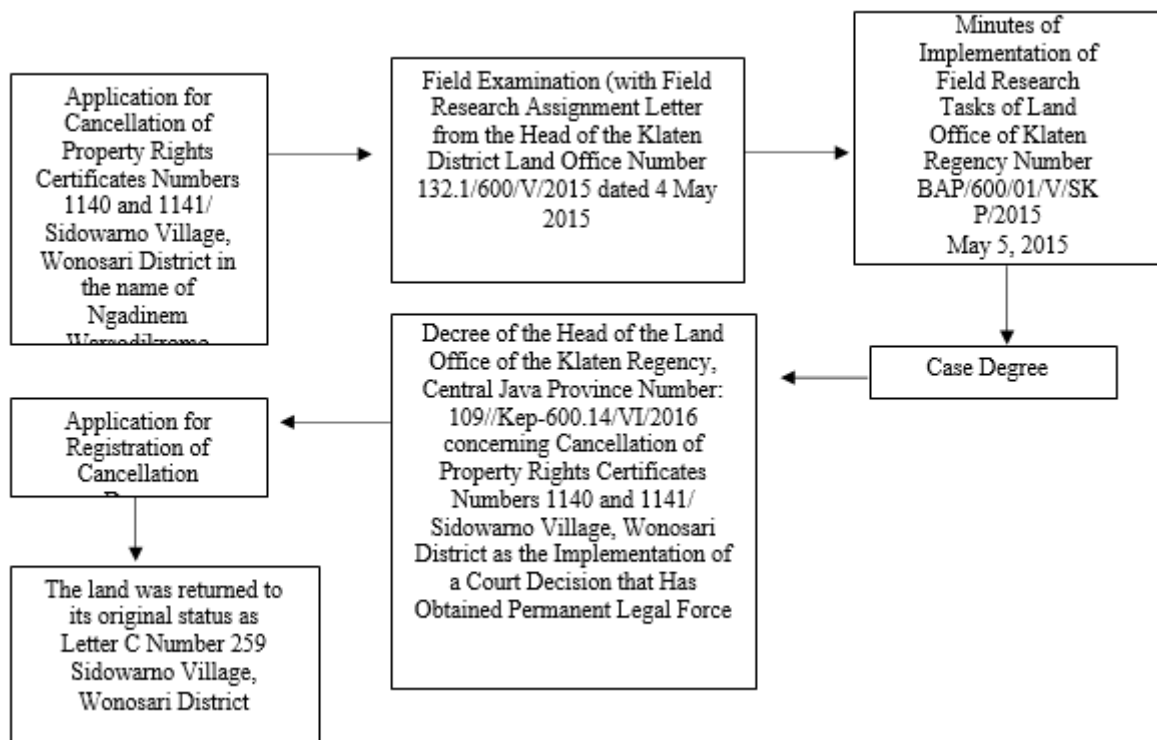 Application for
Cancellation of
Property Rights
Certificates Numbers
1140 and 1141/
Sidowarno Village,
Wonosari District in
the name of
Ngadinem
Field Examination (with Field
Research Assignment Letter
from the Head of the Klaten
District Land Office Number
132.1/600/V/2015 dated 4 May
2015
Minutes of
Implementation of
Field Research
Tasks of Land
Office of Klaten
Regency Number
BAP/600/01/V/SK
P/2015
May 5, 2015
Case Degree
Decree of the Head of the Land
Office of the Klaten Regency,
Central Java Province Number:
109//Kep-600.14/VI/2016
concerning Cancellation of
Property Rights Certificates
Numbers 1140 and 1141/
Sidowarno Village, Wonosari
District as the Implementation of
a Court Decision that Has
Obtained Permanent Legal Force
Application for
Registration of
Cancellation
The land was returned to
its original status as
Letter C Number 259
Sidowarno Village,
Wonosari District